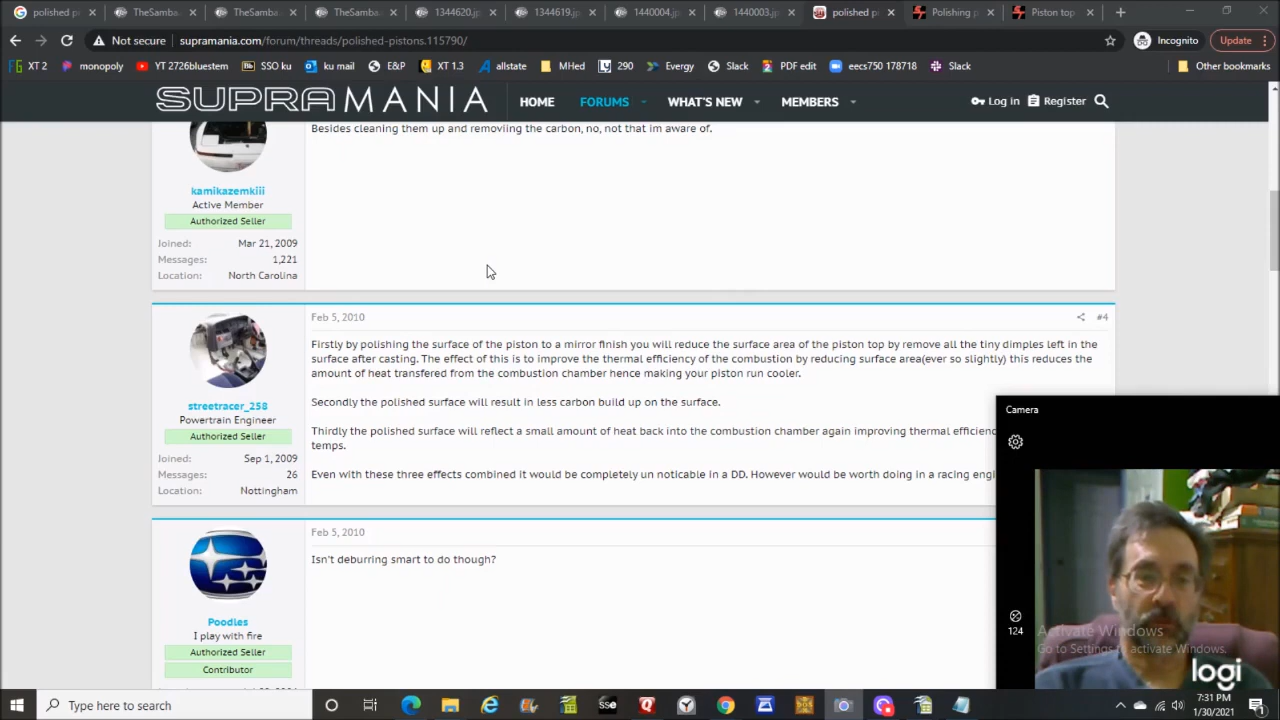 polished p
TheSamba.
TheSamba.
TheSamba.
1344620.jp
1344619.jp
1440004.jp
1440003.jp
polished p
Polishing p
Piston top
Not secure
supramania.com/forum/threads/polished-pistons.115790/
Incognito
Update
XT 2
monopoly
YT 2726bluestem
SSO ku
ku mail
E&P
XT 1.3
allstate
MHed
290
Evergy
Slack
PDF edit
eecs750 178718
Slack
Other bookmarks
SUPRAMANIA
HOME
FORUMS
WHAT'S NEW
MEMBERS
Log in
Register
Besides cleaning them up and removiing the carbon, no, not that im aware of.
kamikazemkiii
Active Member
Authorized Seller
Joined: Mar 21, 2009
Messages: 1,221
Location: North Carolina
Feb 5, 2010
#4
Firstly by polishing the surface of the piston to a mirror finish you will reduce the surface area of the piston top by remove all the tiny dimples left in the
surface after casting. The effect of this is to improve the thermal efficiency of the combustion by reducing surface area(ever so slightly) this reduces the
amount of heat transfered from the combustion chamber hence making your piston run cooler.
Secondly the polished surface will result in less carbon build up on the surface.
Thirdly the polished surface will reflect a small amount of heat back into the combustion chamber again improving thermal efficienc
temps.
Even with these three effects combined it would be completely un noticable in a DD. However would be worth doing in a racing engi
streetracer_258
Powertrain Engineer
Authorized Seller
Joined: Sep 1, 2009
Messages: 26
Location: Nottingham
Feb 5, 2010
Isn't deburring smart to do though?
Poodles
I play with fire
Authorized Seller
Contributor
Camera
124
Activate Windows
Go to Settings to activate Windows.
logi
Type here to search
SSe
7:31 PM
1/30/2021
1